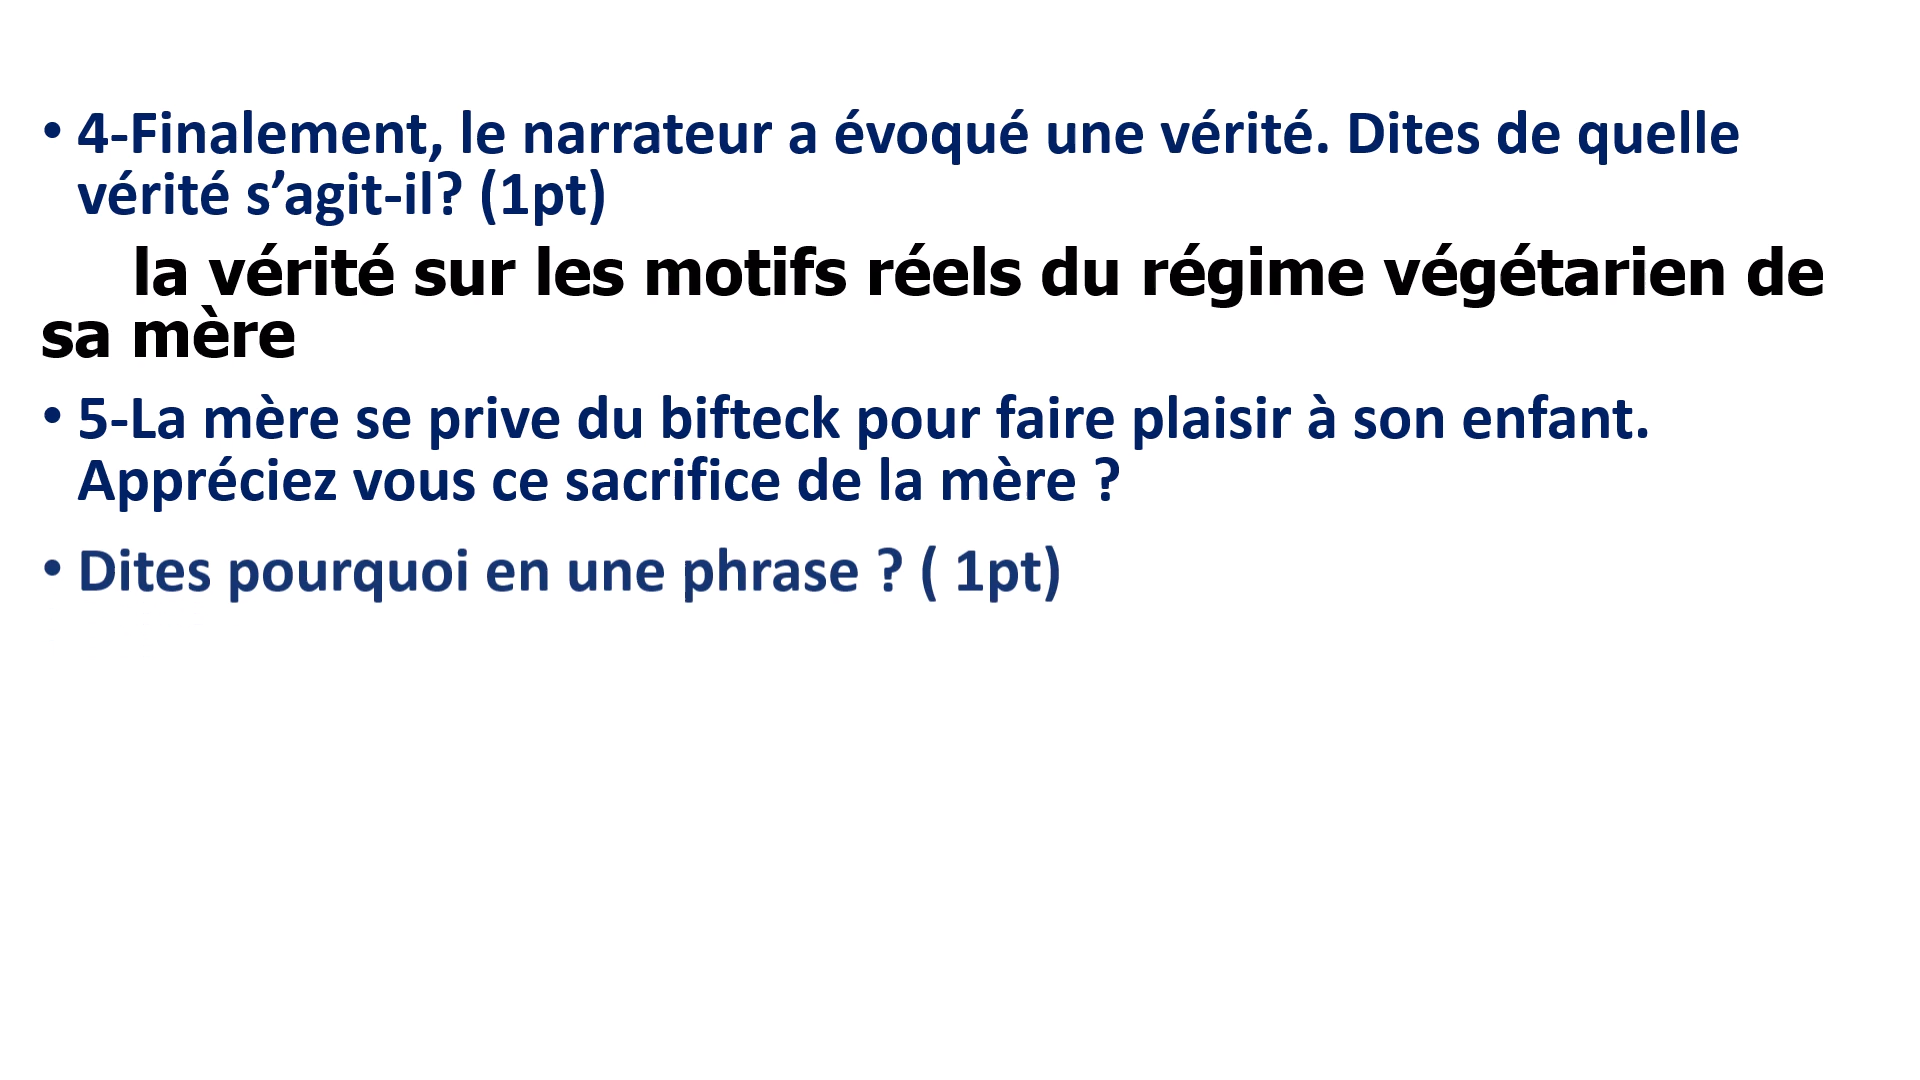 • 4-Finalement, le narrateur a évoqué une vérité. Dites de quelle
vérité s’agit-il? (1pt)
la vérité sur les motifs réels du régime végétarien de
sa mère
• 5-La mère se prive du bifteck pour faire plaisir à son enfant.
Appréciez vous ce sacrifice de la mère ?
• Dites pourquoi en une phrase ? ( 1pt)